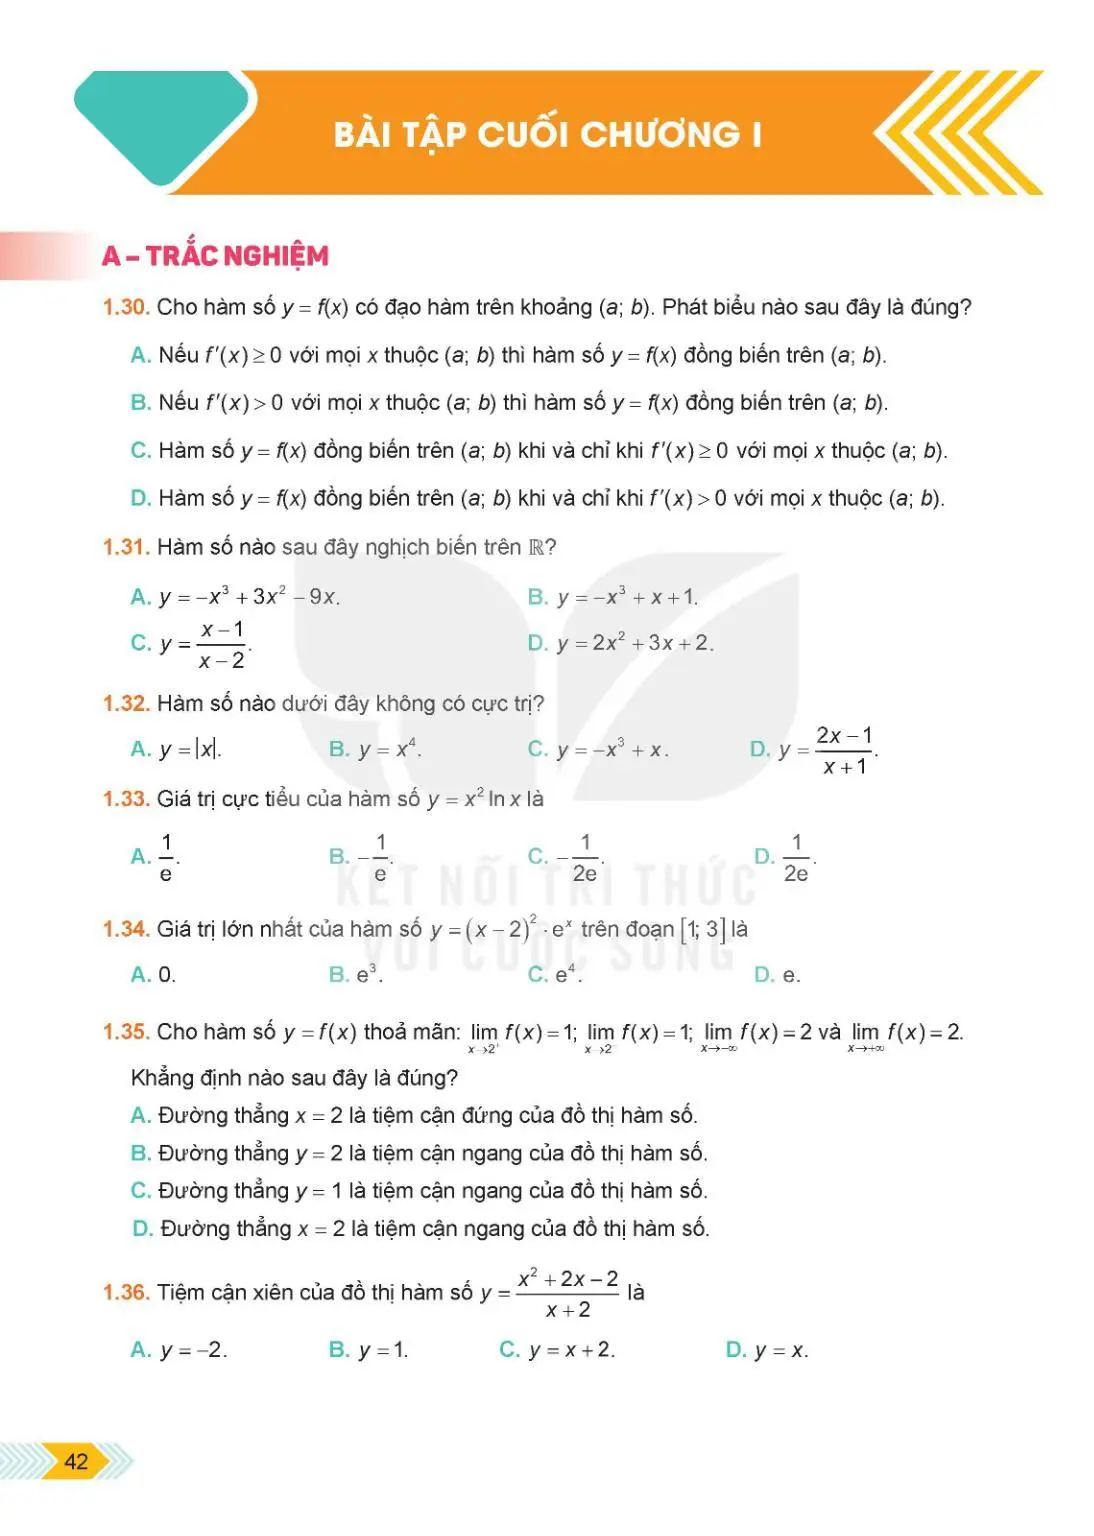 BÀI TẬP CUỐI CHƯƠNG I
A – TRẮC NGHIỆM
1.30. Cho hàm số y = f(x) có đạo hàm trên khoảng (a; b). Phát biểu nào sau đây là đúng?
A. Nếu f′(x) ≥ 0 với mọi x thuộc (a; b) thì hàm số y = f(x) đồng biến trên (a; b).
B. Nếu f′(x) > 0 với mọi x thuộc (a; b) thì hàm số y = f(x) đồng biến trên (a; b).
C. Hàm số y = f(x) đồng biến trên (a; b) khi và chỉ khi f′(x) ≥ 0 với mọi x thuộc (a; b).
D. Hàm số y = f(x) đồng biến trên (a; b) khi và chỉ khi f′(x) > 0 với mọi x thuộc (a; b).
1.31. Hàm số nào sau đây nghịch biến trên ℝ?
A. y = −x³ + 3x² − 9x. B. y = −x³ + x + 1.
C. y = (x − 1)/(x − 2). D. y = 2x² + 3x + 2.
1.32. Hàm số nào dưới đây không có cực trị?
A. y = |x|. B. y = x⁴. C. y = −x³ + x. D. y = (2x − 1)/(x + 1).
1.33. Giá trị cực tiểu của hàm số y = x² ln x là
A. 1/e. B. −1/e. C. −1/2e. D. 1/2e.
KẾT NỐI TRI THỨC
1.34. Giá trị lớn nhất của hàm số y = (x − 2)² · eˣ trên đoạn [1; 3] là
VỚI CUỘC SỐNG
A. 0. B. e³. C. e⁴. D. e.
1.35. Cho hàm số y = f(x) thoả mãn: lim x→2⁺ f(x) = 1; lim x→2⁻ f(x) = 1; lim x→−∞ f(x) = 2 và lim x→+∞ f(x) = 2.
Khẳng định nào sau đây là đúng?
A. Đường thẳng x = 2 là tiệm cận đứng của đồ thị hàm số.
B. Đường thẳng y = 2 là tiệm cận ngang của đồ thị hàm số.
C. Đường thẳng y = 1 là tiệm cận ngang của đồ thị hàm số.
D. Đường thẳng x = 2 là tiệm cận ngang của đồ thị hàm số.
1.36. Tiệm cận xiên của đồ thị hàm số y = (x² + 2x − 2)/(x + 2) là
A. y = −2. B. y = 1. C. y = x + 2. D. y = x.
42